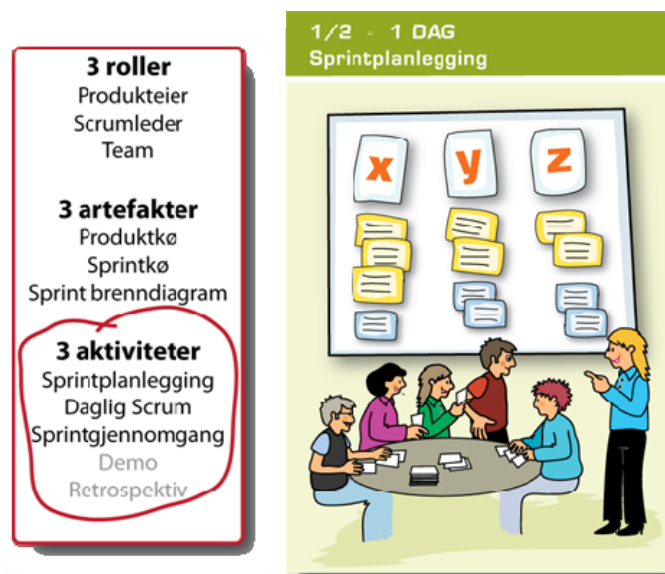 3 roller
Produkteier
Scrumleder
Team
3 artefakter
Produktkø
Sprintkø
Sprint brenndiagram
3 aktiviteter
Sprintplanlegging
Daglig Scrum
Sprintgjennomgang
Demo
Retrospektiv
1/2 - 1 DAG
Sprintplanlegging
x y z